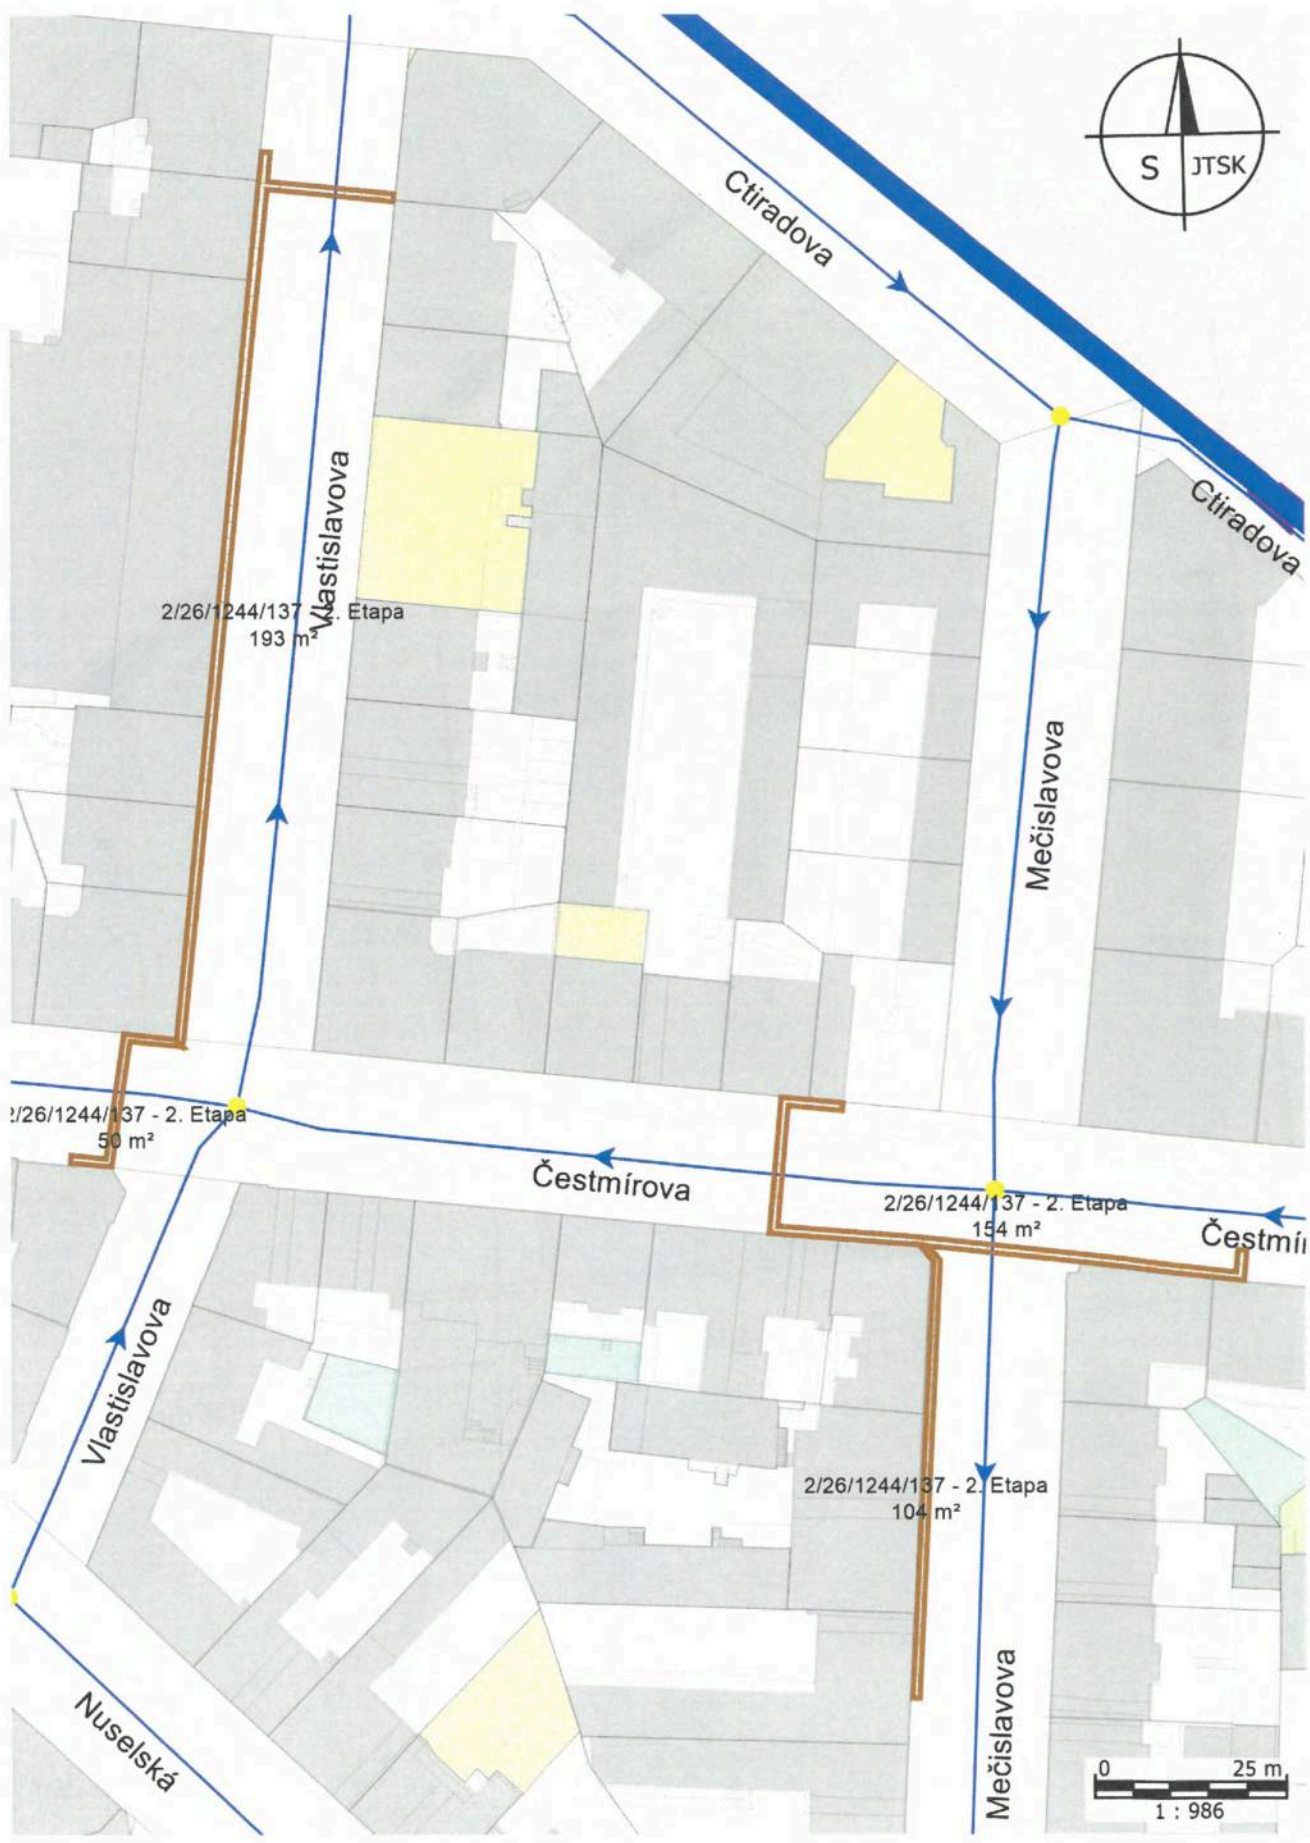 S JTSK
Ctiradova
Ctiradova
Vlastislavova
2/26/1244/137 - 2. Etapa
193 m²
Mečislavova
2/26/1244/137 - 2. Etapa
50 m²
Čestmírova
2/26/1244/137 - 2. Etapa
154 m²
Čestmí
Vlastislavova
2/26/1244/137 - 2. Etapa
104 m²
Mečislavova
Nuselská
0 25 m
1 : 986